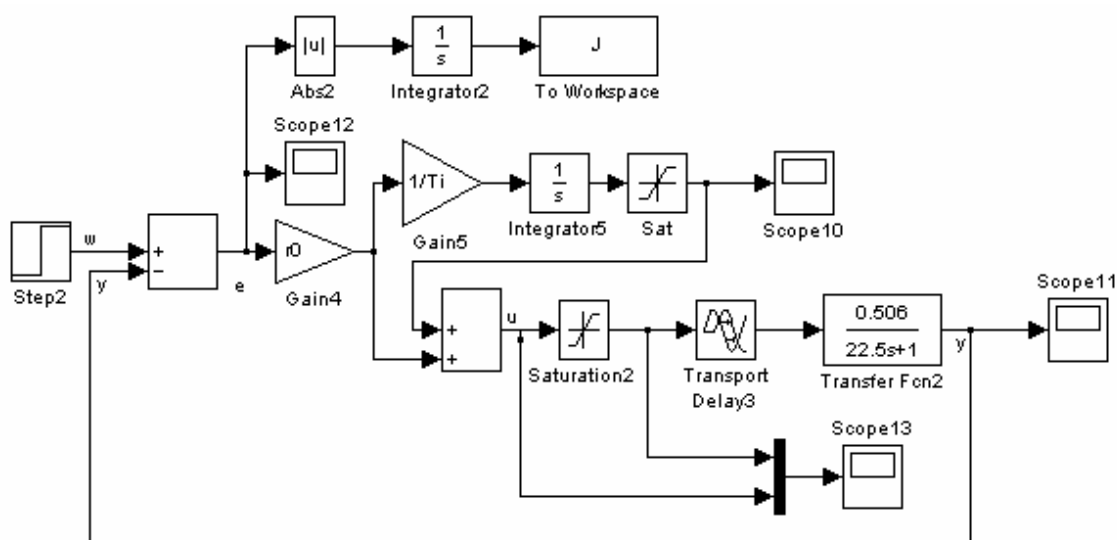 |u|
1
s
J
Abs2
Integrator2
To Workspace
Scope12
1/Ti
1
s
Gain5
Integrator5
Sat
Scope10
w
+
−
y
Step2
e
r0
Gain4
+
+
u
Saturation2
Transport
Delay3
0.506
22.5s+1
Transfer Fcn2
y
Scope11
Scope13